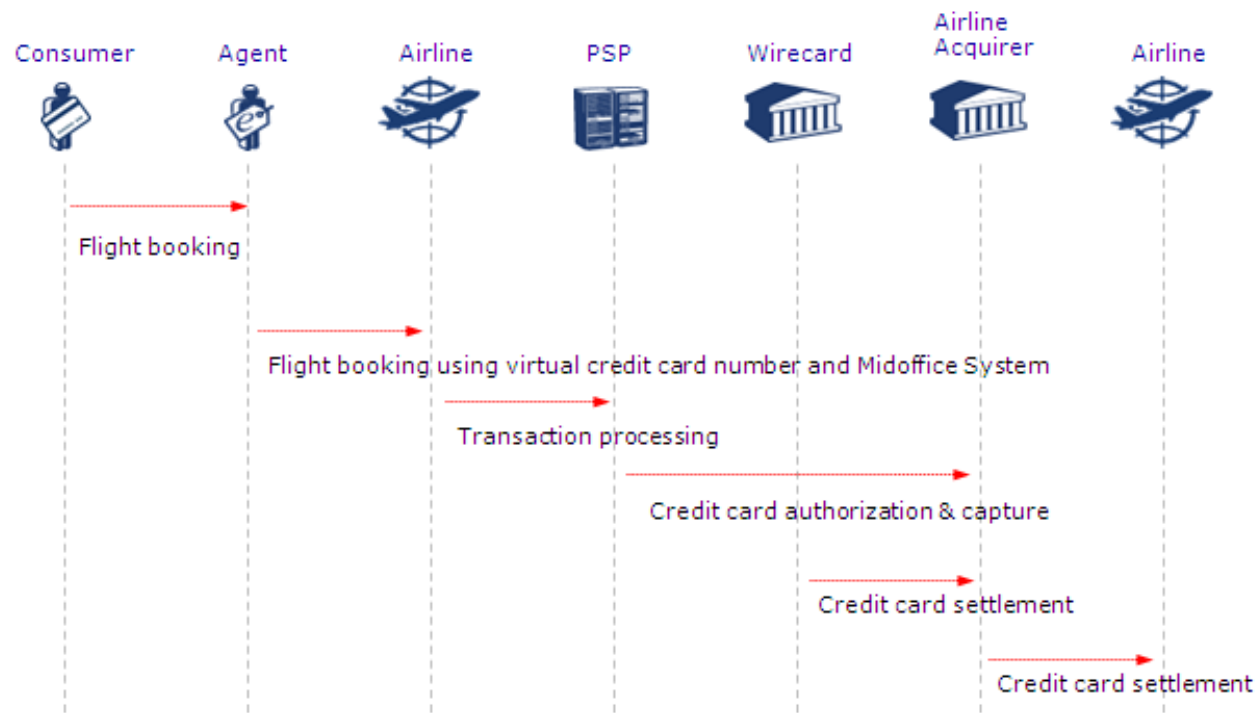 Consumer
Agent
Airline
PSP
Wirecard
Airline
Acquirer
Airline
Flight booking
Flight booking using virtual credit card number and Midoffice System
Transaction processing
Credit card authorization & capture
Credit card settlement
Credit card settlement